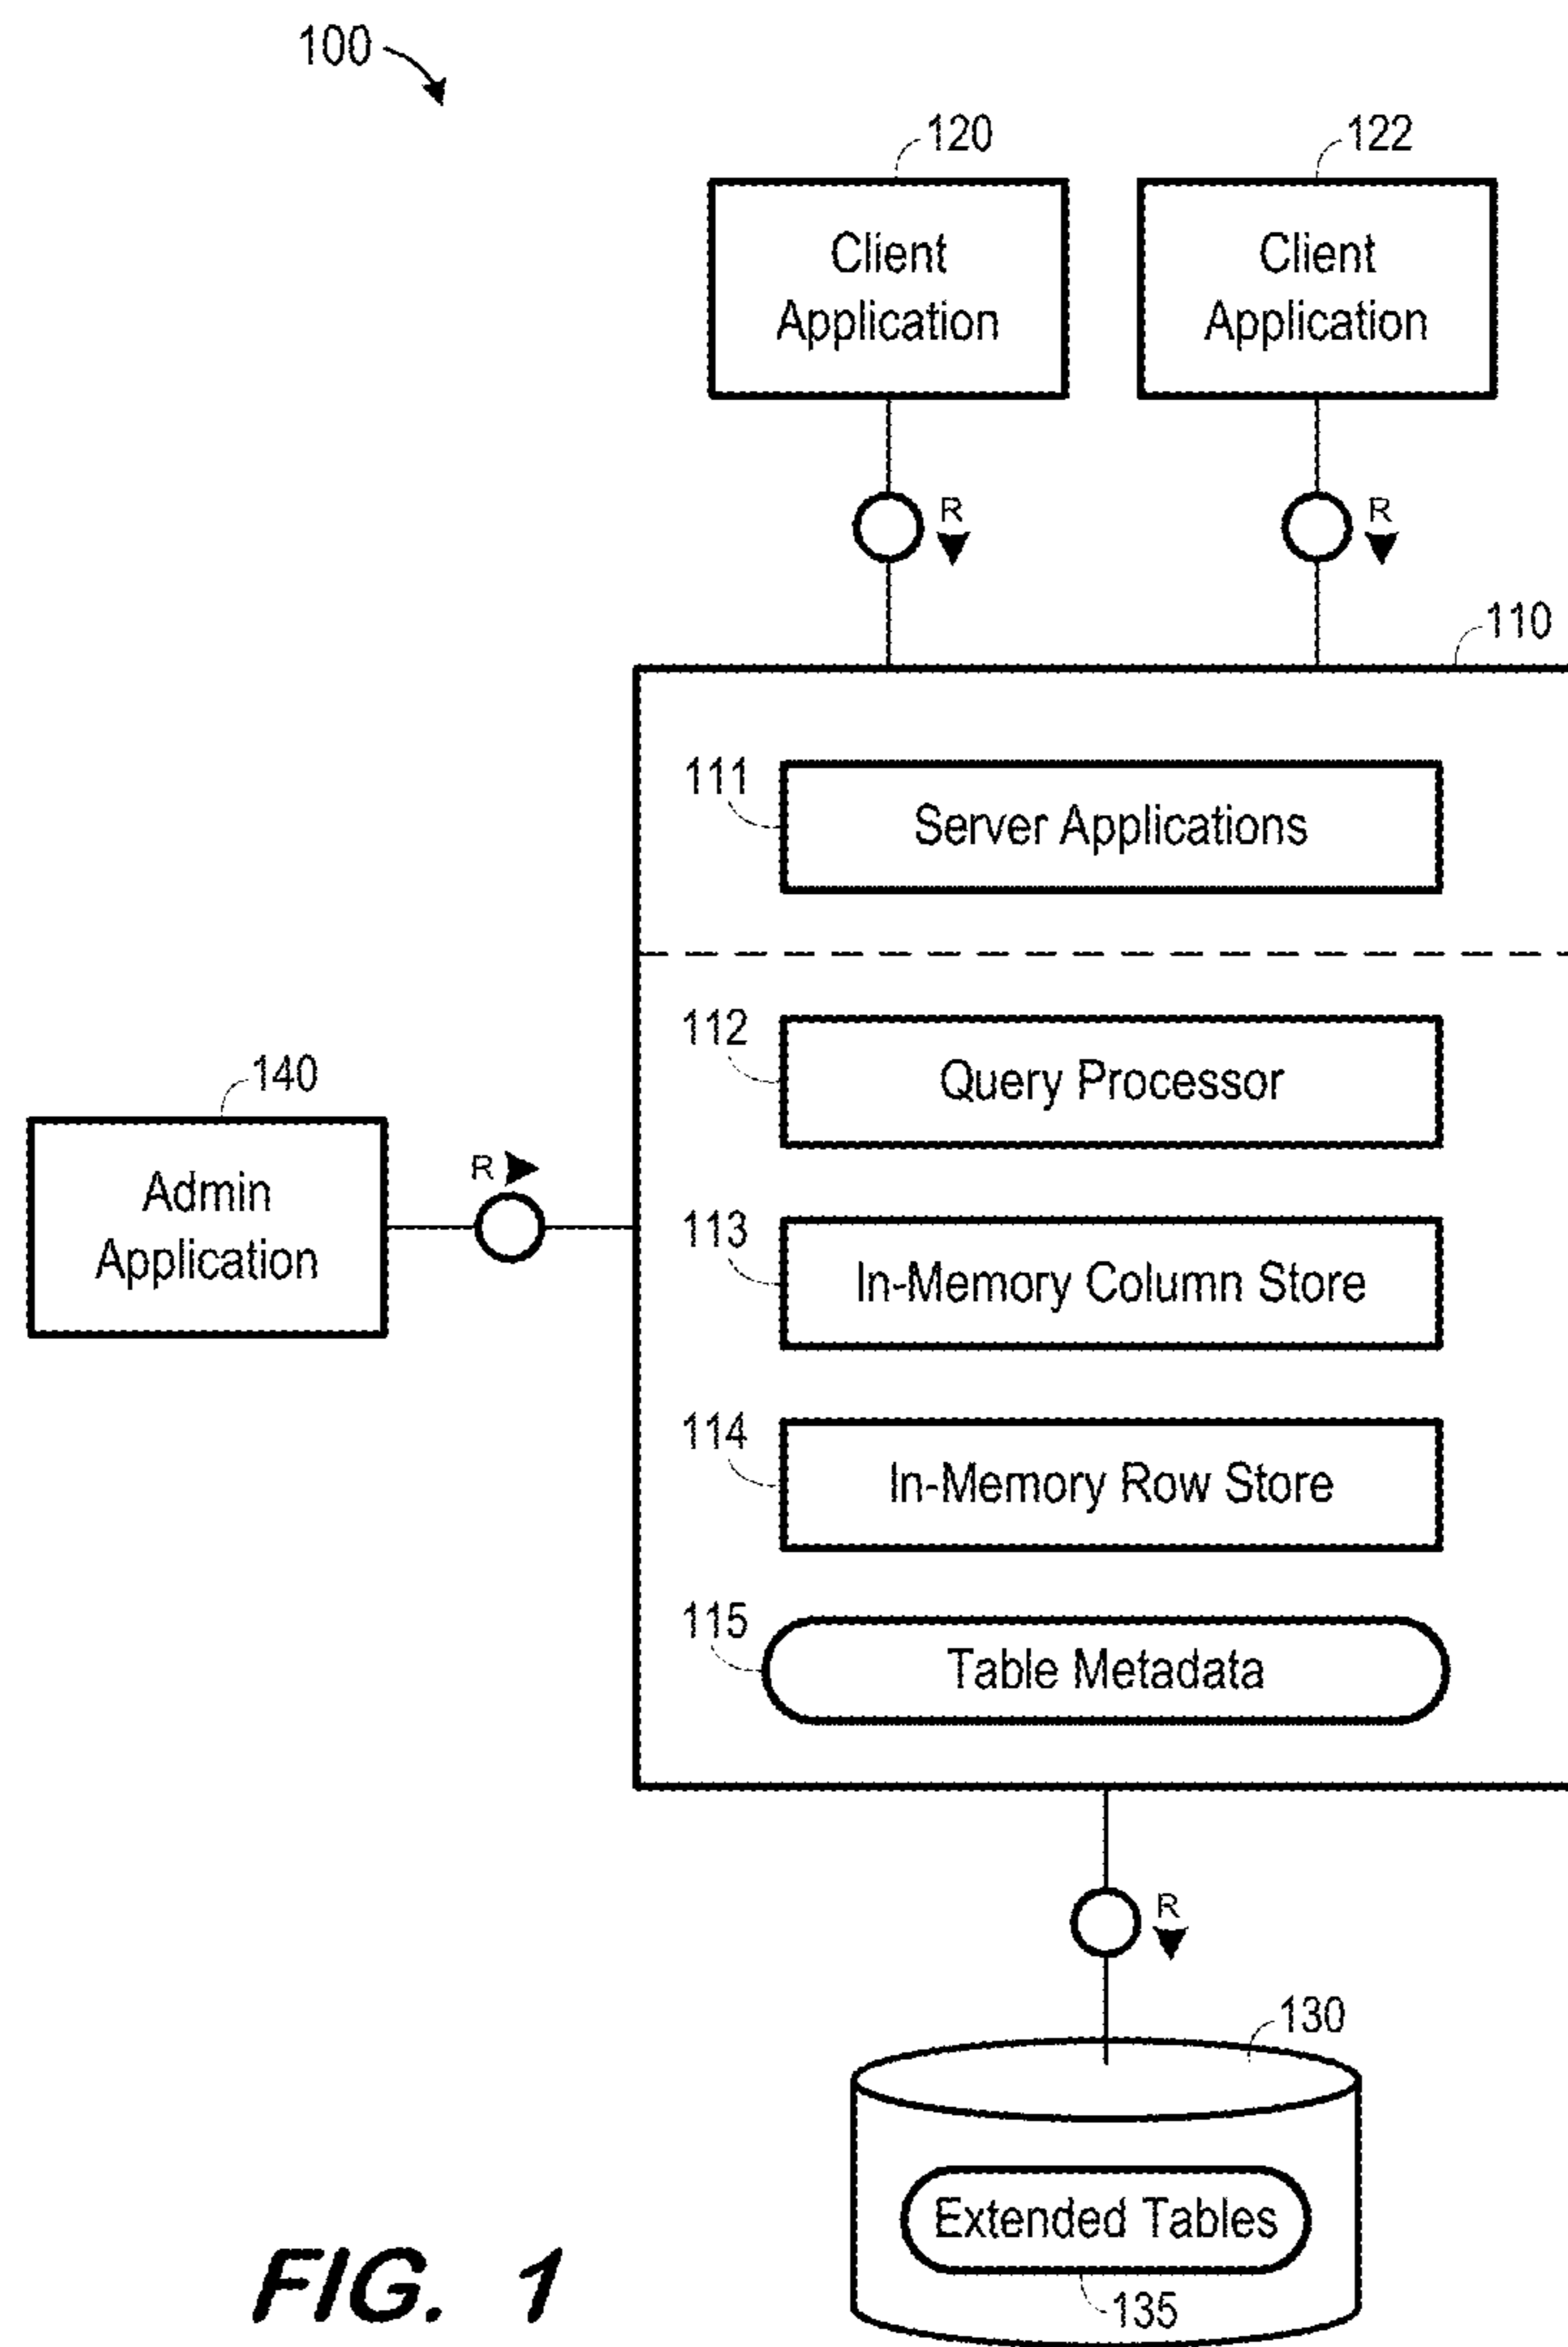 100
120
122
Client
Application
Client
Application
R
R
110
111
Server Applications
112
Query Processor
140
Admin
Application
R
113
In-Memory Column Store
114
In-Memory Row Store
115
Table Metadata
R
130
Extended Tables
135
FIG. 1